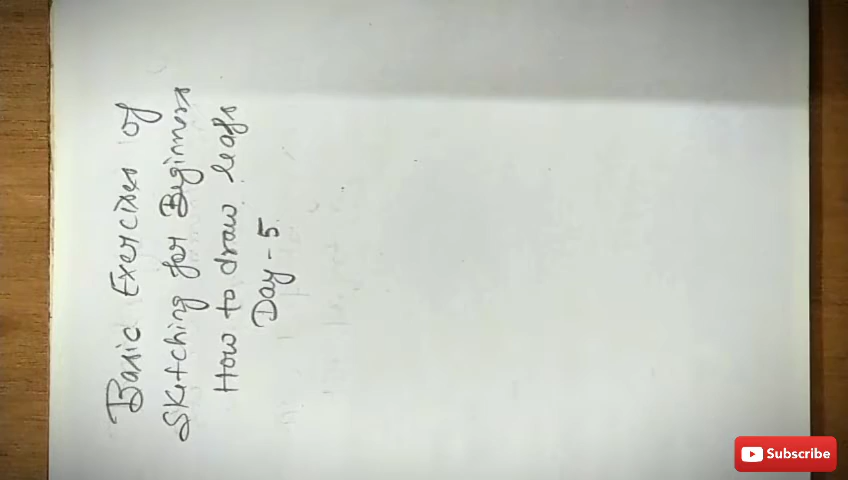 Basic Exercises of
Sketching for Beginners
How to draw leafs
Day - 5
Subscribe